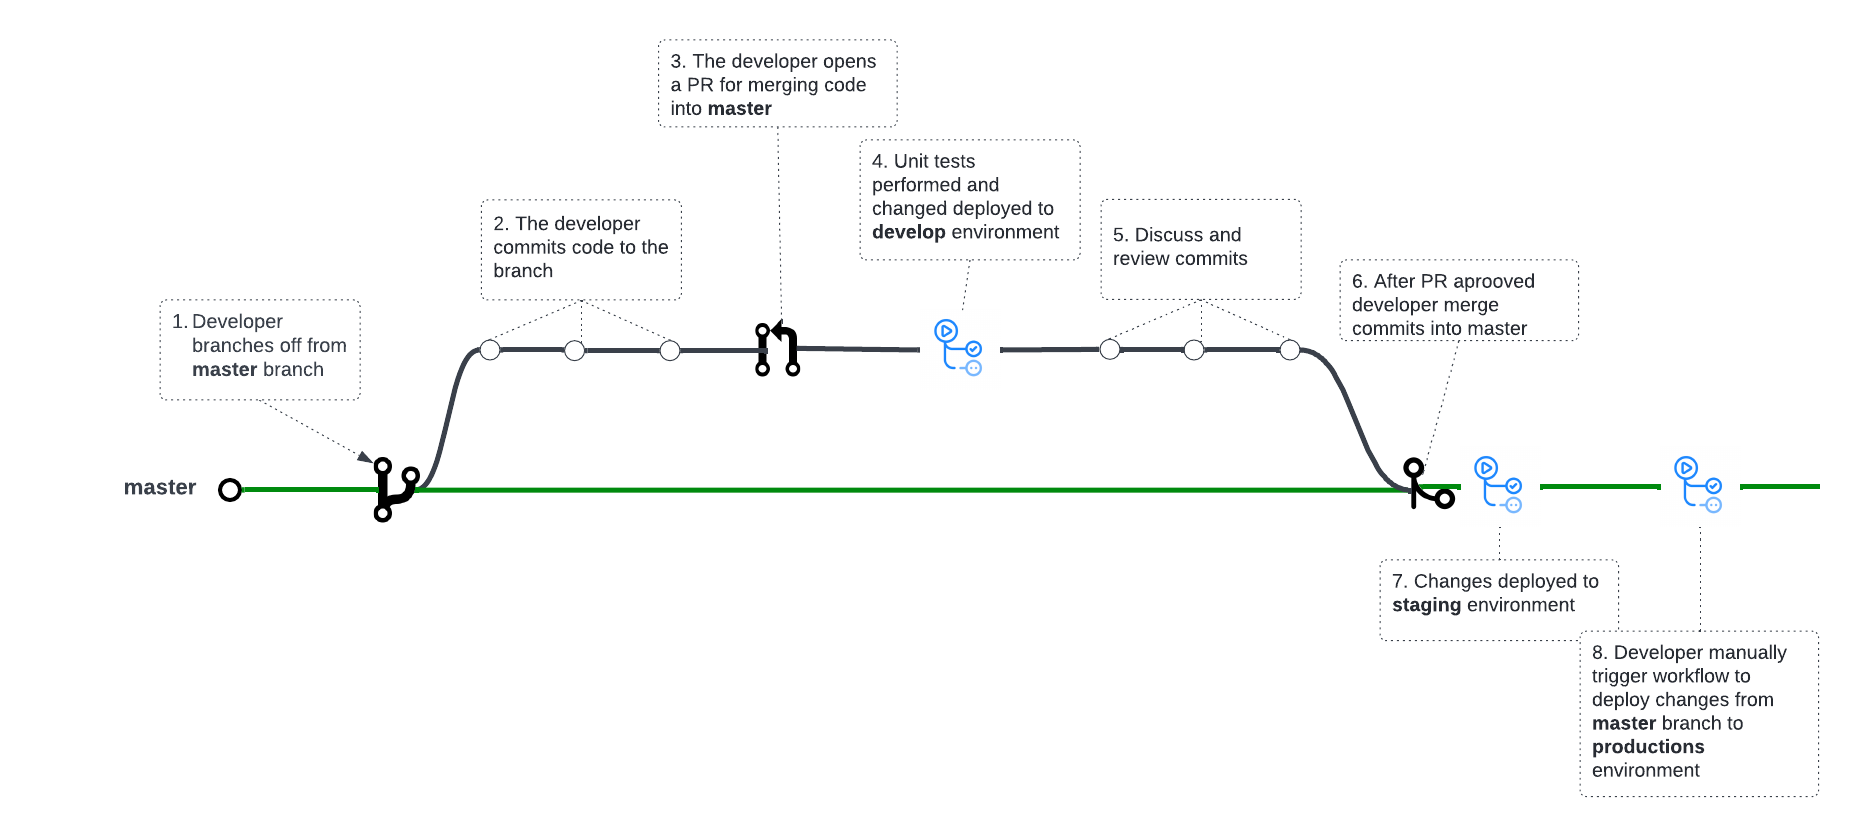 3. The developer opens
a PR for merging code
into master
4. Unit tests
performed and
changed deployed to
develop environment
2. The developer
commits code to the
branch
5. Discuss and
review commits
6. After PR aprooved
developer merge
commits into master
1. Developer
branches off from
master branch
master
7. Changes deployed to
staging environment
8. Developer manually
trigger workflow to
deploy changes from
master branch to
productions
environment